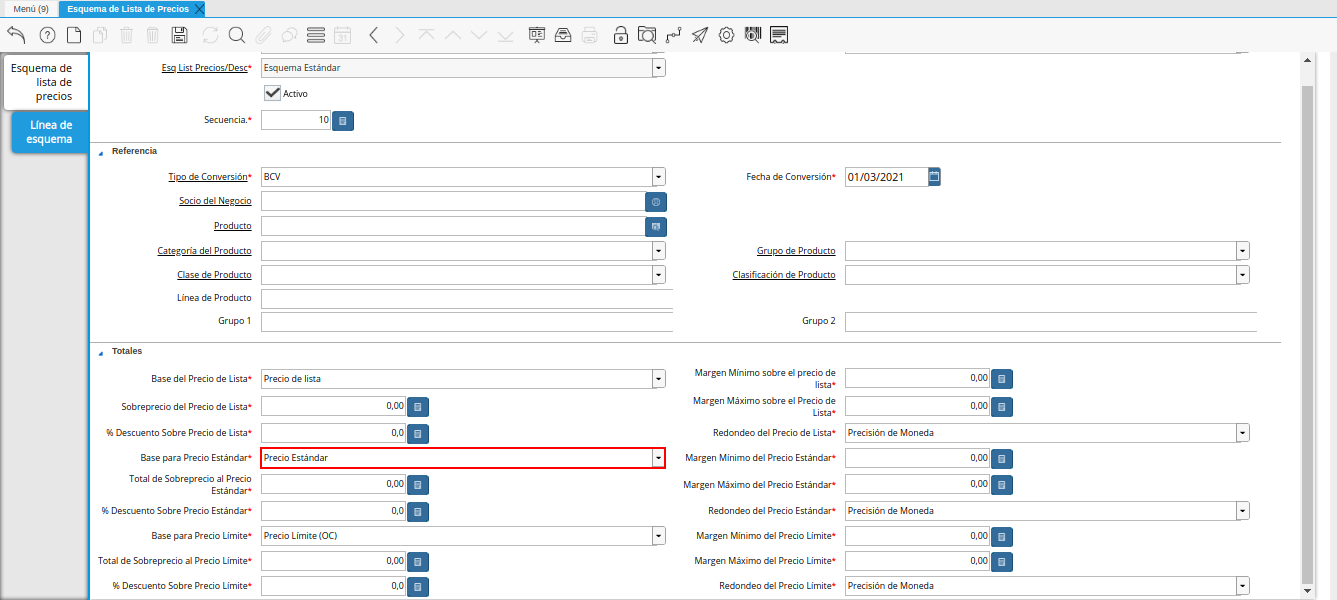 Menú (9)
Esquema de Lista de Precios
Esquema de
lista de
precios
Línea de
esquema
Esq List Precios/Desc* Esquema Estándar
Activo
Secuencia.* 10
Referencia
Tipo de Conversión* BCV Fecha de Conversión* 01/03/2021
Socio del Negocio
Producto
Categoría del Producto Grupo de Producto
Clase de Producto Clasificación de Producto
Línea de Producto
Grupo 1 Grupo 2
Totales
Base del Precio de Lista* Precio de lista
Margen Mínimo sobre el precio de
lista* 0,00
Sobreprecio del Precio de Lista* 0,00
Margen Máximo sobre el Precio de
Lista* 0,00
% Descuento Sobre Precio de Lista* 0,0 Redondeo del Precio de Lista* Precisión de Moneda
Base para Precio Estándar* Precio Estándar Margen Mínimo del Precio Estándar* 0,00
Total de Sobreprecio al Precio
Estándar* 0,00 Margen Máximo del Precio Estándar* 0,00
% Descuento Sobre Precio Estándar* 0,0 Redondeo del Precio Estándar* Precisión de Moneda
Base para Precio Límite* Precio Límite (OC) Margen Mínimo del Precio Límite* 0,00
Total de Sobreprecio al Precio Límite* 0,00 Margen Máximo del Precio Límite* 0,00
% Descuento Sobre Precio Límite* 0,0 Redondeo del Precio Límite* Precisión de Moneda